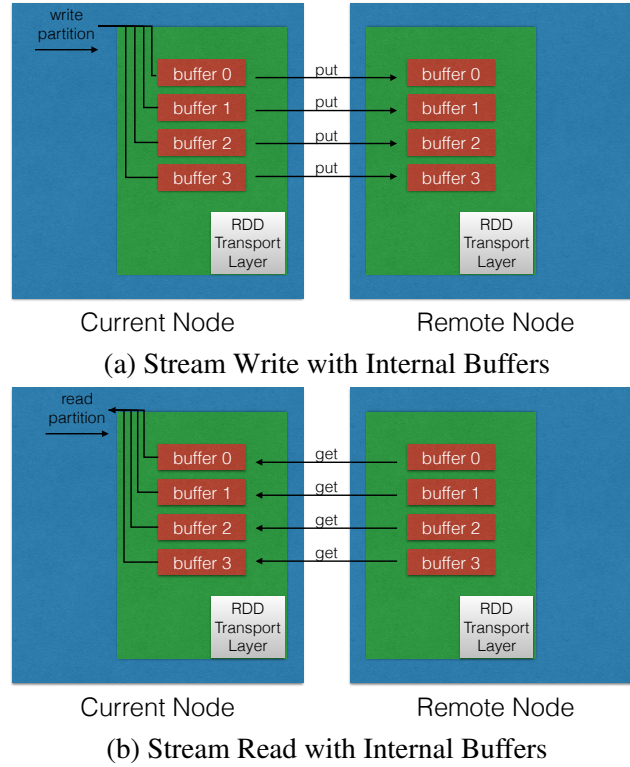 write
partition
buffer 0 put buffer 0
buffer 1 put buffer 1
buffer 2 put buffer 2
buffer 3 put buffer 3
RDD
Transport
Layer
RDD
Transport
Layer
Current Node Remote Node
(a) Stream Write with Internal Buffers
read
partition
buffer 0 get buffer 0
buffer 1 get buffer 1
buffer 2 get buffer 2
buffer 3 get buffer 3
RDD
Transport
Layer
RDD
Transport
Layer
Current Node Remote Node
(b) Stream Read with Internal Buffers